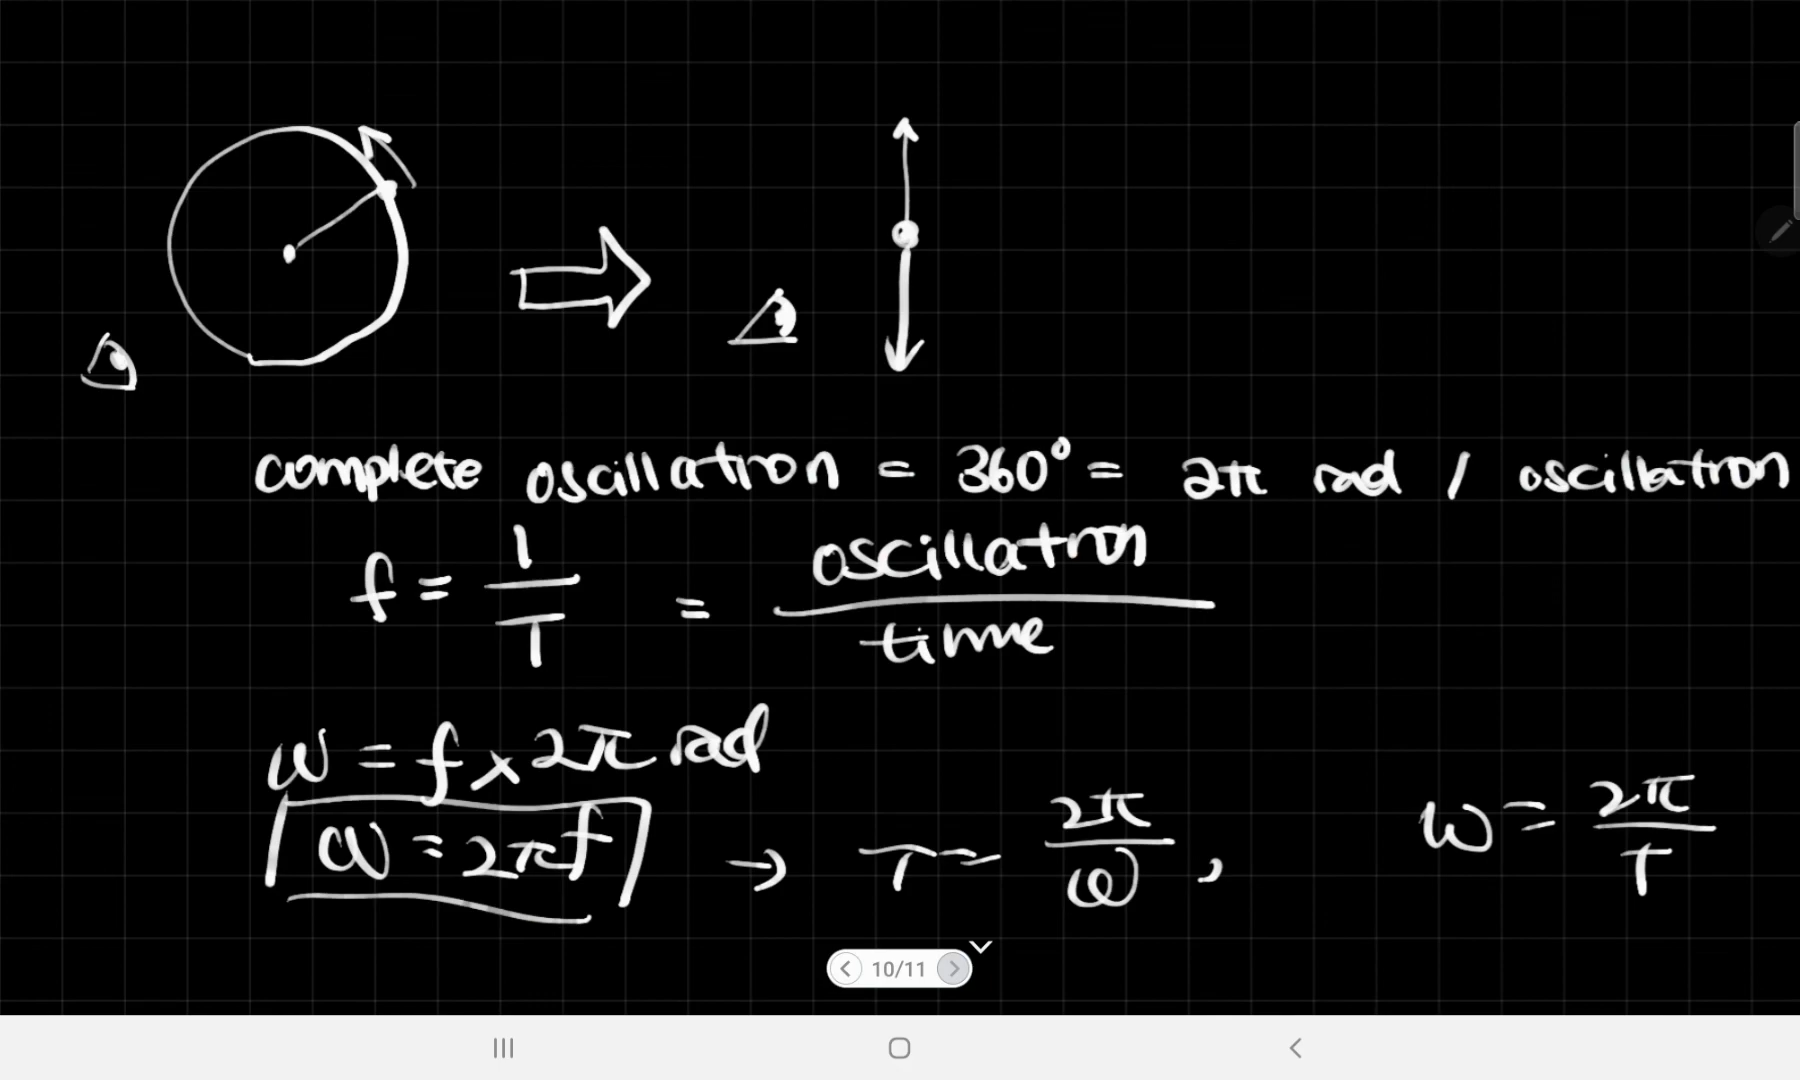 complete oscillation = 360° = 2π rad / oscillation
f = 1/T = oscillation/time
ω = f × 2π rad
ω = 2πf → T = 2π/ω , ω = 2π/T
10/11